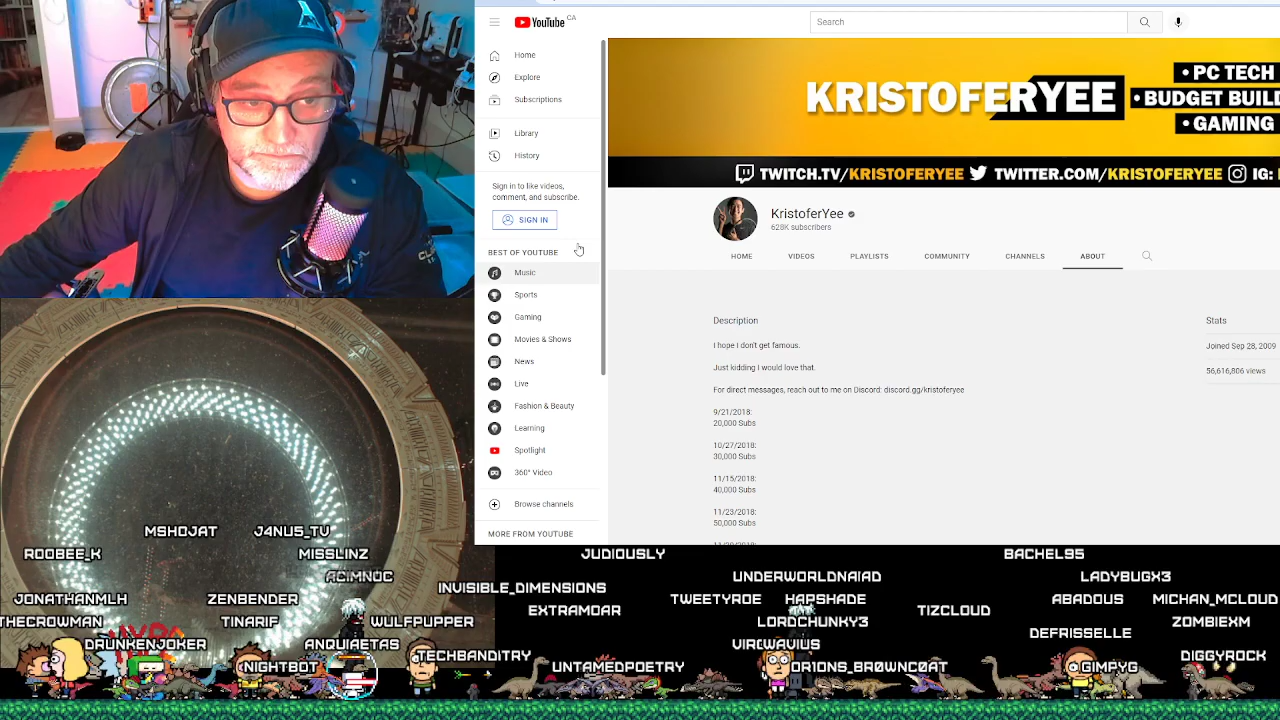 YouTube CA
Search
Home
Explore
Subscriptions
Library
History
Sign in to like videos,
comment, and subscribe.
SIGN IN
BEST OF YOUTUBE
Music
Sports
Gaming
Movies & Shows
News
Live
Fashion & Beauty
Learning
Spotlight
360° Video
Browse channels
MORE FROM YOUTUBE
KRISTOFERYEE
• PC TECH
• BUDGET BUILD
• GAMING
TWITCH.TV/KRISTOFERYEE TWITTER.COM/KRISTOFERYEE IG:
KristoferYee
628K subscribers
HOME VIDEOS PLAYLISTS COMMUNITY CHANNELS ABOUT
Description
I hope I don't get famous.
Just kidding I would love that.
For direct messages, reach out to me on Discord: discord.gg/kristoferyee
9/21/2018:
20,000 Subs
10/27/2018:
30,000 Subs
11/15/2018:
40,000 Subs
11/23/2018:
50,000 Subs
Stats
Joined Sep 28, 2009
56,616,806 views
MSHOJAT J4NU5_TV
ROOBEE_K MISSLINZ JUDIOUSLY BACHEL95
ACIMNOC UNDERWORLDNAIAD LADYBUGX3
INVISIBLE_DIMENSIONS
JONATHANMLH ZENBENDER TWEETYROE HAPSHADE ABADOUS MICHAN_MCLOUD
EXTRAMOAR TIZCLOUD
THECROWMAN TINARIF WULFPUPPER LORDCHUNKY3 ZOMBIEXM
DEFRISSELLE
DRUNKENJOKER ANQUIAETAS VIRCWAVIUS
TECHBANDITRY DIGGYROCK
NIGHTBOT UNTAMEDPOETRY OR1ONS_BR0WNC0AT GIMPYG